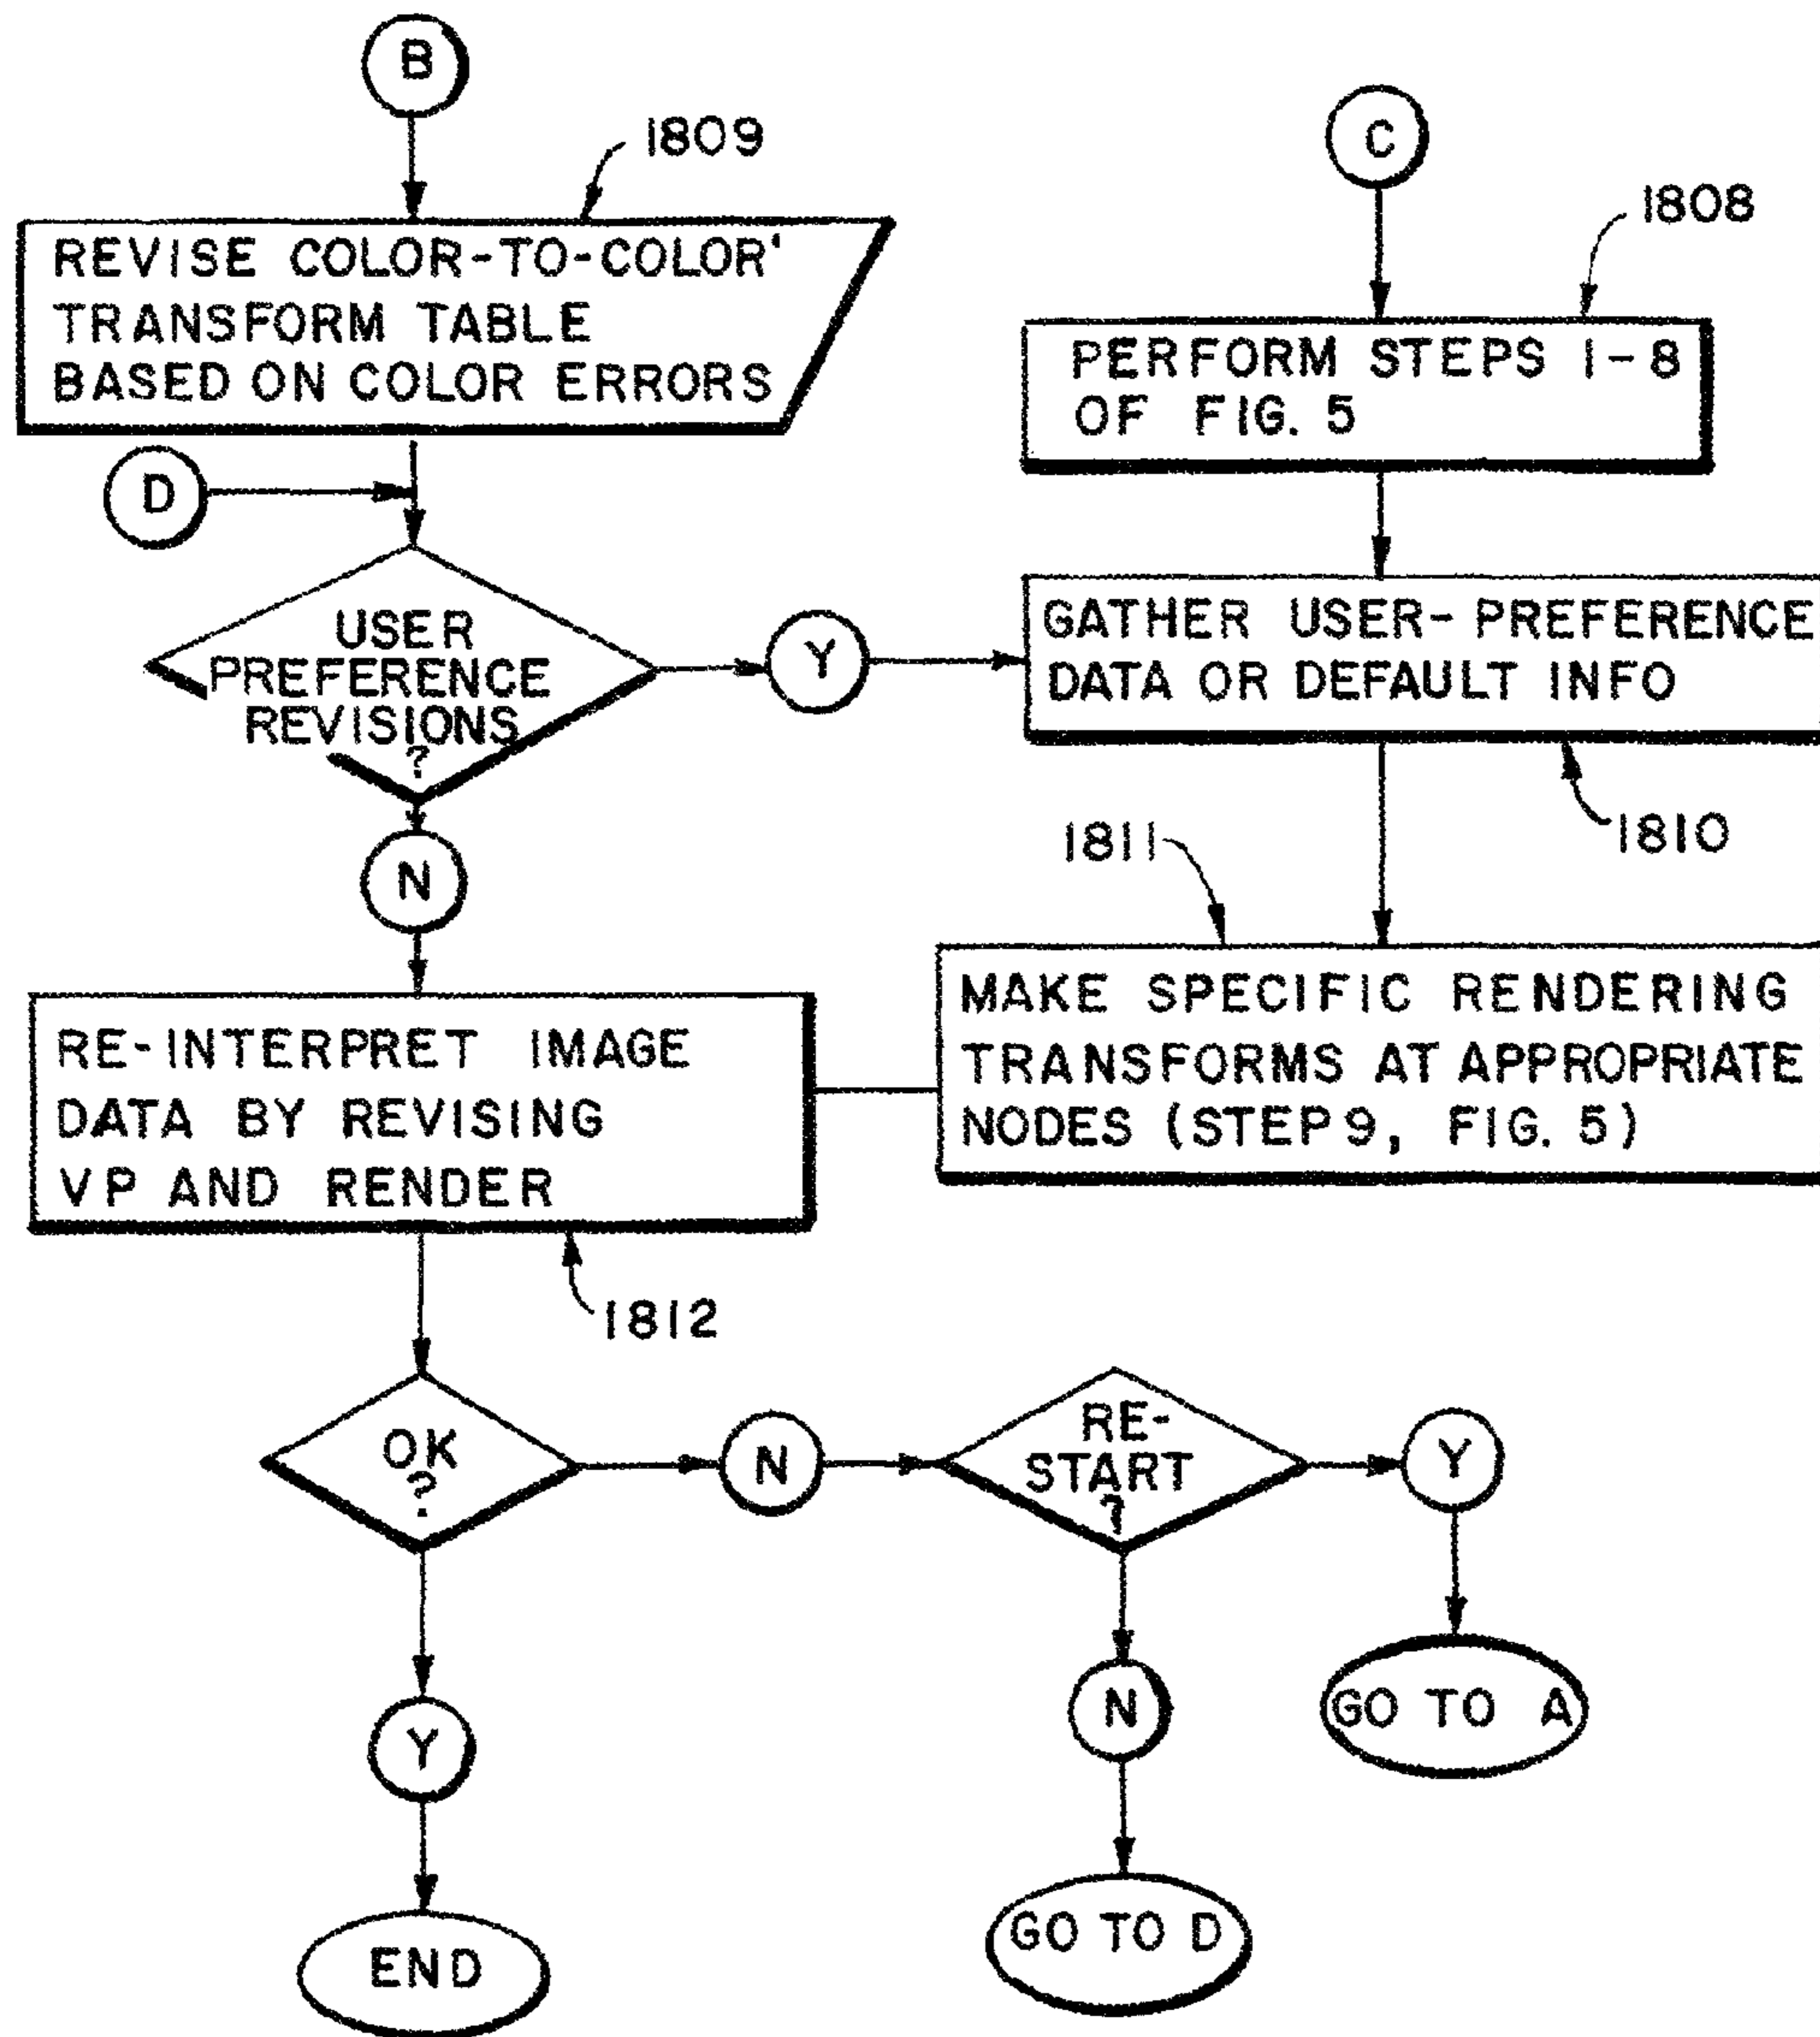 B
1809
REVISE COLOR-TO-COLOR'
TRANSFORM TABLE
BASED ON COLOR ERRORS
C
1808
PERFORM STEPS 1-8
OF FIG. 5
D
USER
PREFERENCE
REVISIONS
?
Y
GATHER USER-PREFERENCE
DATA OR DEFAULT INFO
1810
N
1811
MAKE SPECIFIC RENDERING
TRANSFORMS AT APPROPRIATE
NODES (STEP 9, FIG. 5)
RE-INTERPRET IMAGE
DATA BY REVISING
VP AND RENDER
1812
OK
?
N
RE-
START
?
Y
Y
N
GO TO A
END
GO TO D